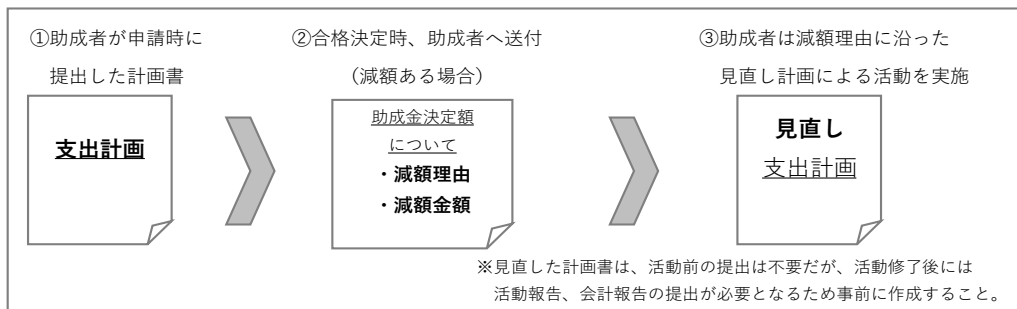 ①助成者が申請時に
提出した計画書
支出計画
②合格決定時、助成者へ送付
（減額ある場合）
助成金決定額
について
・減額理由
・減額金額
③助成者は減額理由に沿った
見直し計画による活動を実施
見直し
支出計画
※見直した計画書は、活動前の提出は不要だが、活動修了後には
活動報告、会計報告の提出が必要となるため事前に作成すること。